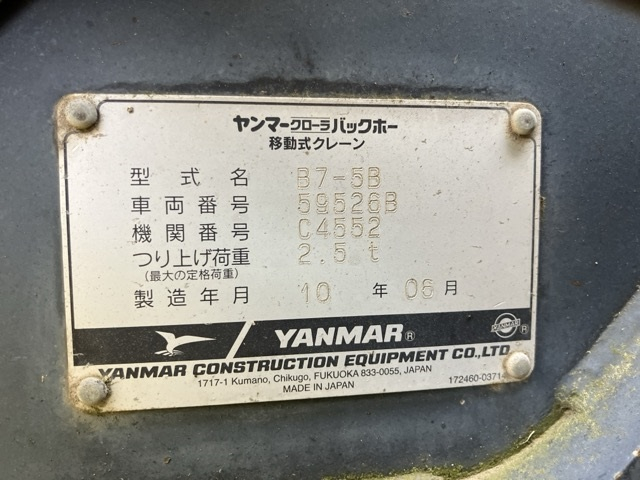 ヤンマークローラバックホー
移動式クレーン
型式名 B7-5B
車両番号 59526B
機関番号 C4552
つり上げ荷重 2.5t
(最大の定格荷重)
製造年月 10 年 06 月
YANMAR ®
YANMAR ®
YANMAR CONSTRUCTION EQUIPMENT CO.,LTD
1717-1 Kumano, Chikugo, FUKUOKA 833-0055, JAPAN
MADE IN JAPAN